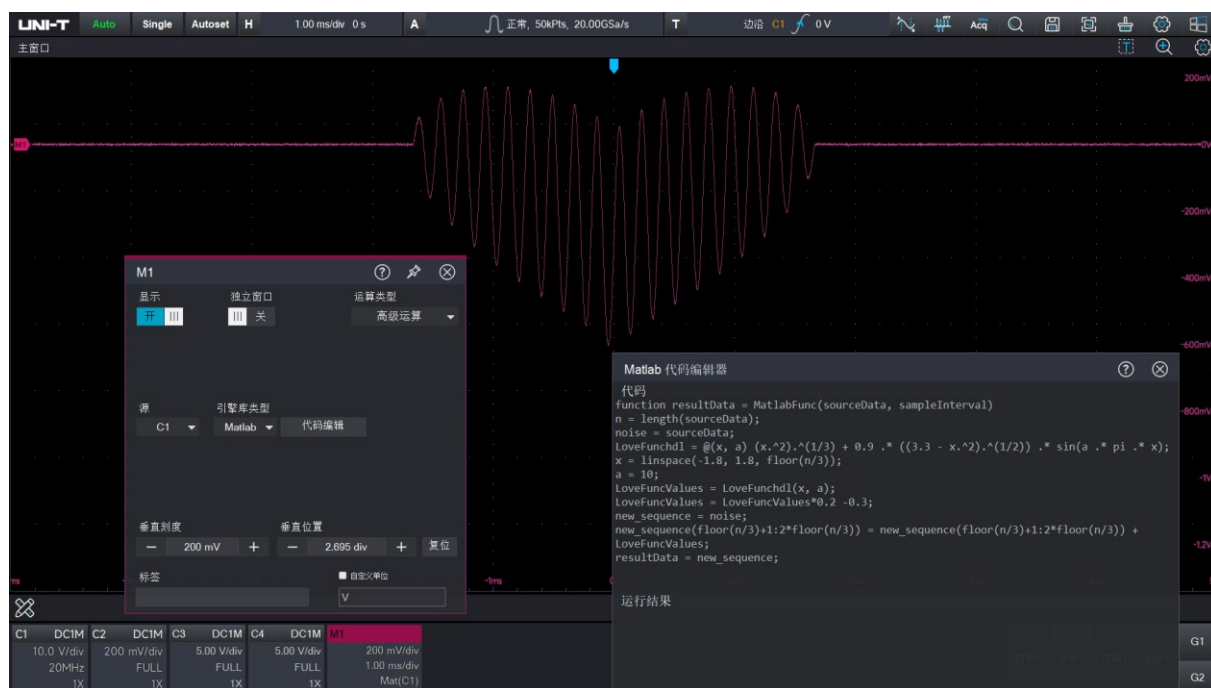 UNI-T Auto Single Autoset H 1.00 ms/div 0 s A 正常, 50kPts, 20.00GSa/s T 边沿 C1 0 V Acq
主窗口
200mV
M1
0V
-200mV
-400mV
-600mV
-800mV
-1V
-1.2V
M1
显示 独立窗口 运算类型
开 关 高级运算
源 引擎库类型
C1 Matlab 代码编辑
垂直刻度 垂直位置
− 200 mV + − 2.695 div + 复位
标签 自定义单位
V
-1ms
Matlab 代码编辑器
代码
function resultData = MatlabFunc(sourceData, sampleInterval)
n = length(sourceData);
noise = sourceData;
LoveFunchdl = @(x, a) (x.^2).^(1/3) + 0.9 .* ((3.3 - x.^2).^(1/2)) .* sin(a .* pi .* x);
x = linspace(-1.8, 1.8, floor(n/3));
a = 10;
LoveFuncValues = LoveFunchdl(x, a);
LoveFuncValues = LoveFuncValues*0.2 -0.3;
new_sequence = noise;
new_sequence(floor(n/3)+1:2*floor(n/3)) = new_sequence(floor(n/3)+1:2*floor(n/3)) +
LoveFuncValues;
resultData = new_sequence;
运行结果
C1 DC1M C2 DC1M C3 DC1M C4 DC1M M1
10.0 V/div 200 mV/div 5.00 V/div 5.00 V/div 200 mV/div
20MHz FULL FULL FULL 1.00 ms/div
1X 1X 1X 1X Mat(C1)
G1
G2